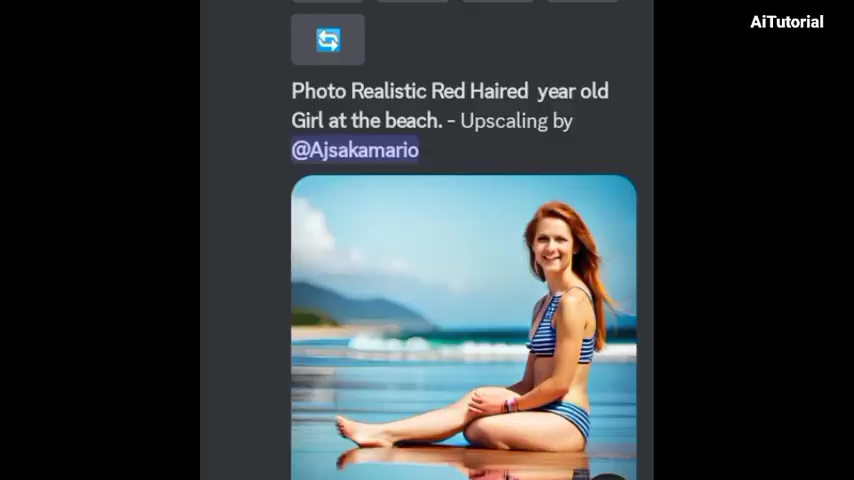 AiTutorial
Photo Realistic Red Haired  year old
Girl at the beach. - Upscaling by
@Ajsakamario